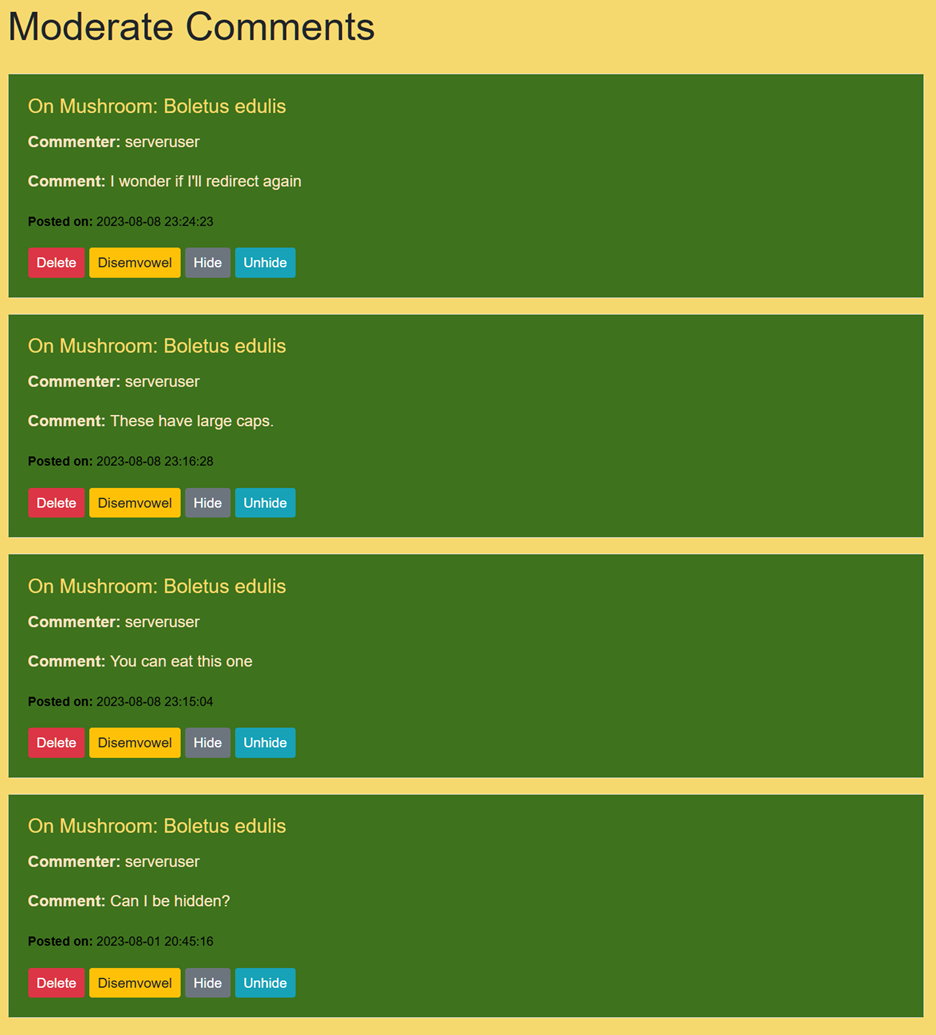 Moderate Comments
On Mushroom: Boletus edulis
Commenter: serveruser
Comment: I wonder if I'll redirect again
Posted on: 2023-08-08 23:24:23
Delete Disemvowel Hide Unhide
On Mushroom: Boletus edulis
Commenter: serveruser
Comment: These have large caps.
Posted on: 2023-08-08 23:16:28
Delete Disemvowel Hide Unhide
On Mushroom: Boletus edulis
Commenter: serveruser
Comment: You can eat this one
Posted on: 2023-08-08 23:15:04
Delete Disemvowel Hide Unhide
On Mushroom: Boletus edulis
Commenter: serveruser
Comment: Can I be hidden?
Posted on: 2023-08-01 20:45:16
Delete Disemvowel Hide Unhide